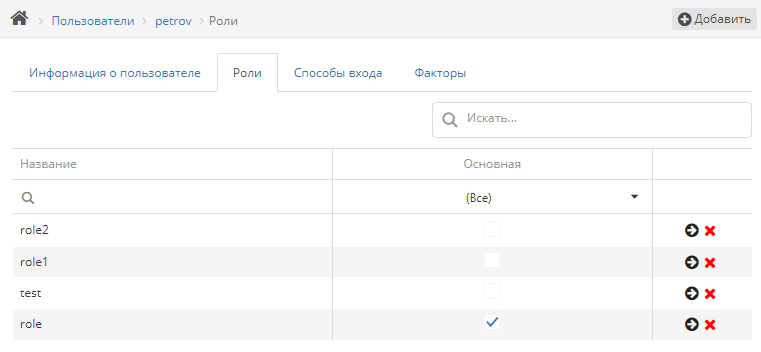 Пользователи petrov Роли Добавить
Информация о пользователе Роли Способы входа Факторы
Искать...
Название Основная
(Все)
role2
role1
test
role